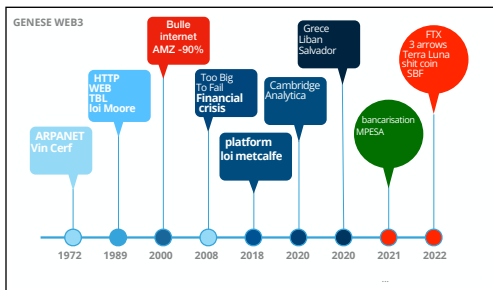 GENESE WEB3
ARPANET
Vin Cerf
HTTP
WEB
TBL
loi Moore
Bulle
internet
AMZ -90%
Too Big
To Fail
Financial
crisis
platform
loi metcalfe
Cambridge
Analytica
Grece
Liban
Salvador
bancarisation
MPESA
FTX
3 arrows
Terra Luna
shit coin
SBF
1972
1989
2000
2008
2018
2020
2020
2021
2022
...